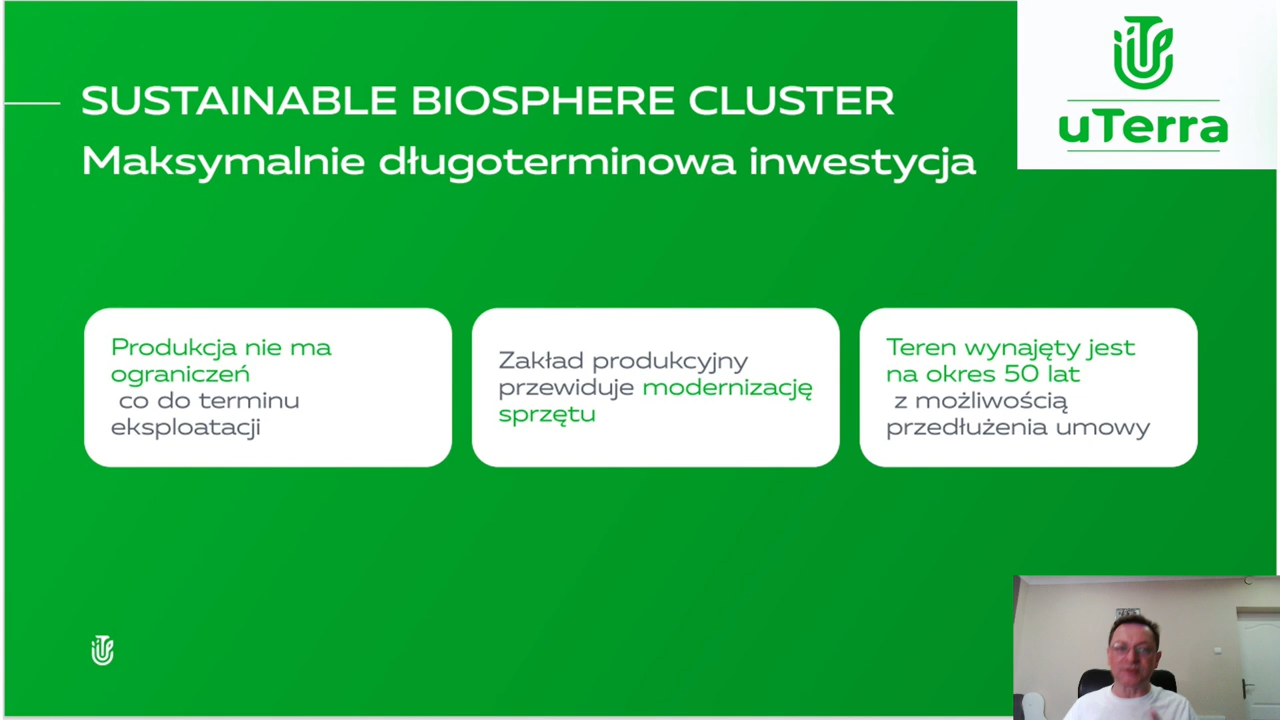 SUSTAINABLE BIOSPHERE CLUSTER
Maksymalnie długoterminowa inwestycja
uTerra
Produkcja nie ma
ograniczeń
co do terminu
eksploatacji
Zakład produkcyjny
przewiduje modernizację
sprzętu
Teren wynajęty jest
na okres 50 lat
z możliwością
przedłużenia umowy